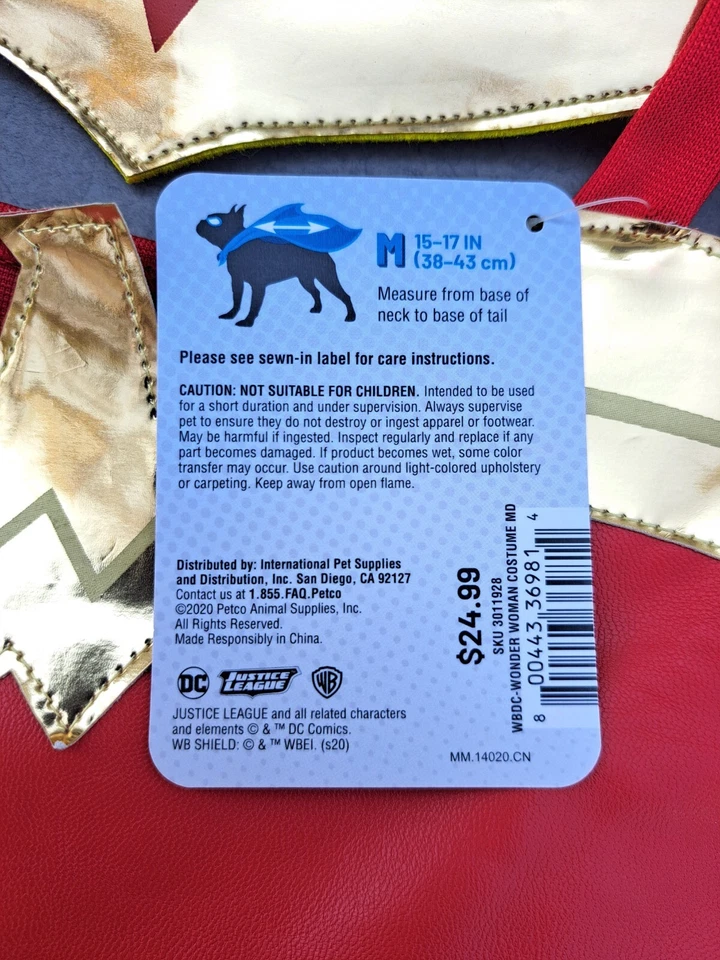 M 15–17 IN
(38–43 cm)
Measure from base of
neck to base of tail
Please see sewn-in label for care instructions.
CAUTION: NOT SUITABLE FOR CHILDREN. Intended to be used
for a short duration and under supervision. Always supervise
pet to ensure they do not destroy or ingest apparel or footwear.
May be harmful if ingested. Inspect regularly and replace if any
part becomes damaged. If product becomes wet, some color
transfer may occur. Use caution around light-colored upholstery
or carpeting. Keep away from open flame.
Distributed by: International Pet Supplies
and Distribution, Inc. San Diego, CA 92127
Contact us at 1.855.FAQ.Petco
©2020 Petco Animal Supplies, Inc.
All Rights Reserved.
Made Responsibly in China.
DC JUSTICE LEAGUE WB
JUSTICE LEAGUE and all related characters
and elements © & ™ DC Comics.
WB SHIELD: © & ™ WBEI. (s20)
$24.99
SKU 3011928
WBDC-WONDER WOMAN COSTUME MD
8 00443 36981 4
MM.14020.CN